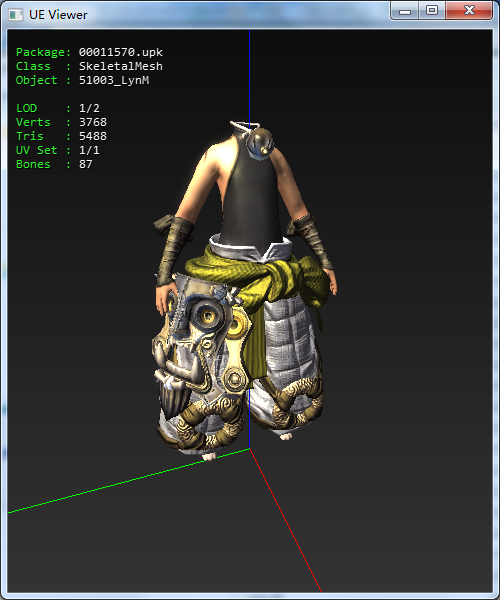 UE Viewer
Package: 00011570.upk
Class : SkeletalMesh
Object : 51003_LynM
LOD : 1/2
Verts : 3768
Tris : 5488
UV Set : 1/1
Bones : 87